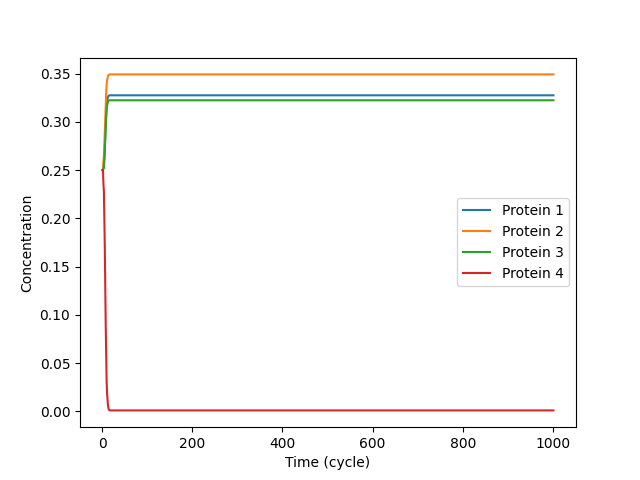 0.35
0.30
0.25
0.20
0.15
0.10
0.05
0.00
Concentration
Protein 1
Protein 2
Protein 3
Protein 4
0 200 400 600 800 1000
Time (cycle)